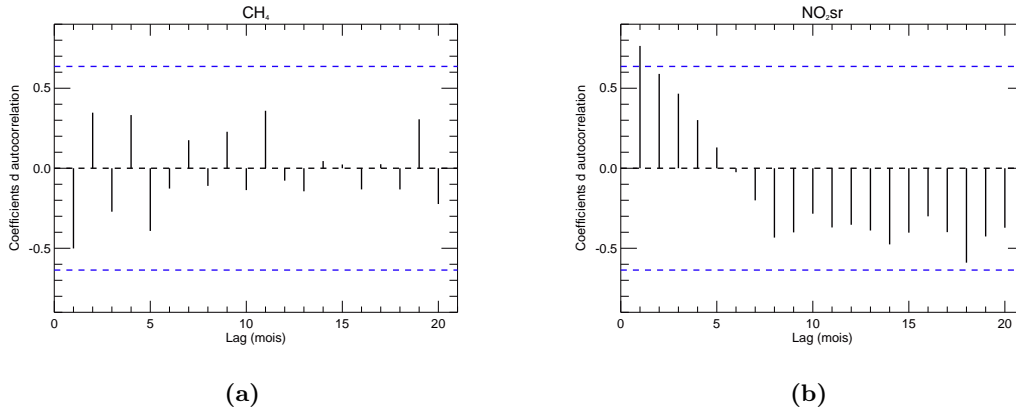 CH₄
Coefficients d autocorrelation
0.5
0.0
-0.5
0 5 10 15 20
Lag (mois)
(a)
NO₂sr
Coefficients d autocorrelation
0.5
0.0
-0.5
0 5 10 15 20
Lag (mois)
(b)